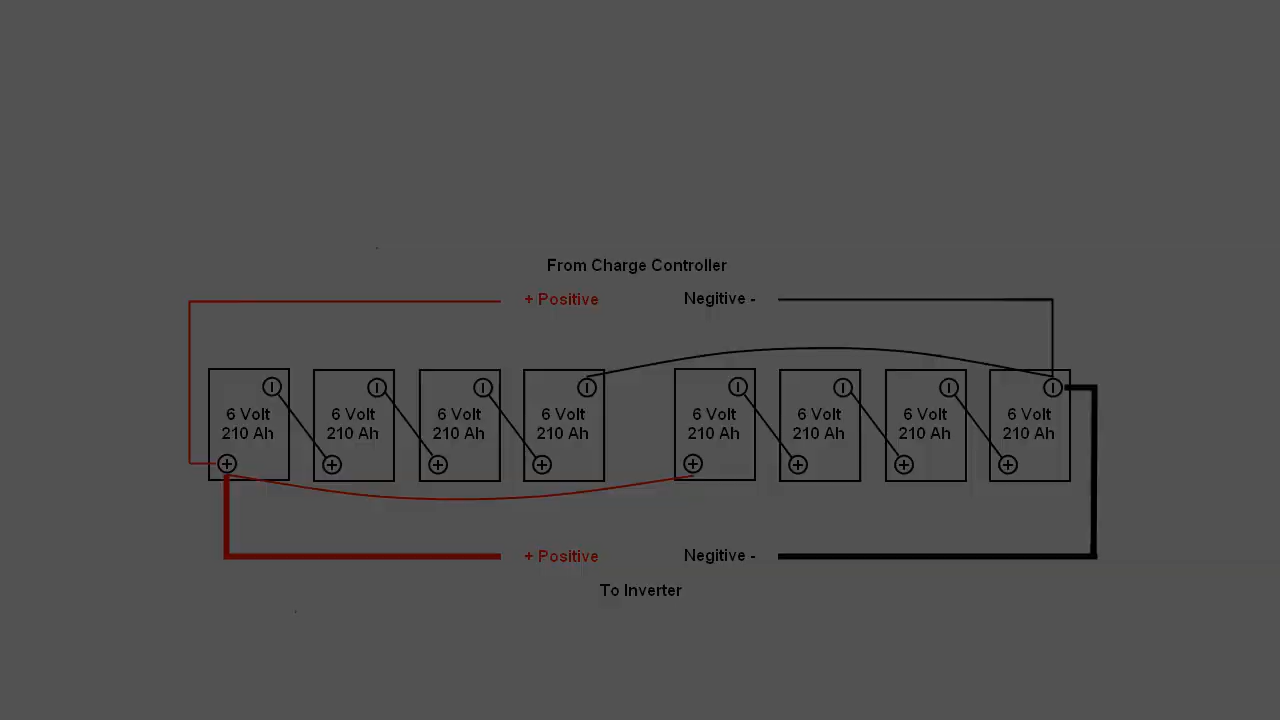 From Charge Controller
+ Positive
Negitive -
6 Volt
210 Ah
6 Volt
210 Ah
6 Volt
210 Ah
6 Volt
210 Ah
6 Volt
210 Ah
6 Volt
210 Ah
6 Volt
210 Ah
6 Volt
210 Ah
+ Positive
Negitive -
To Inverter